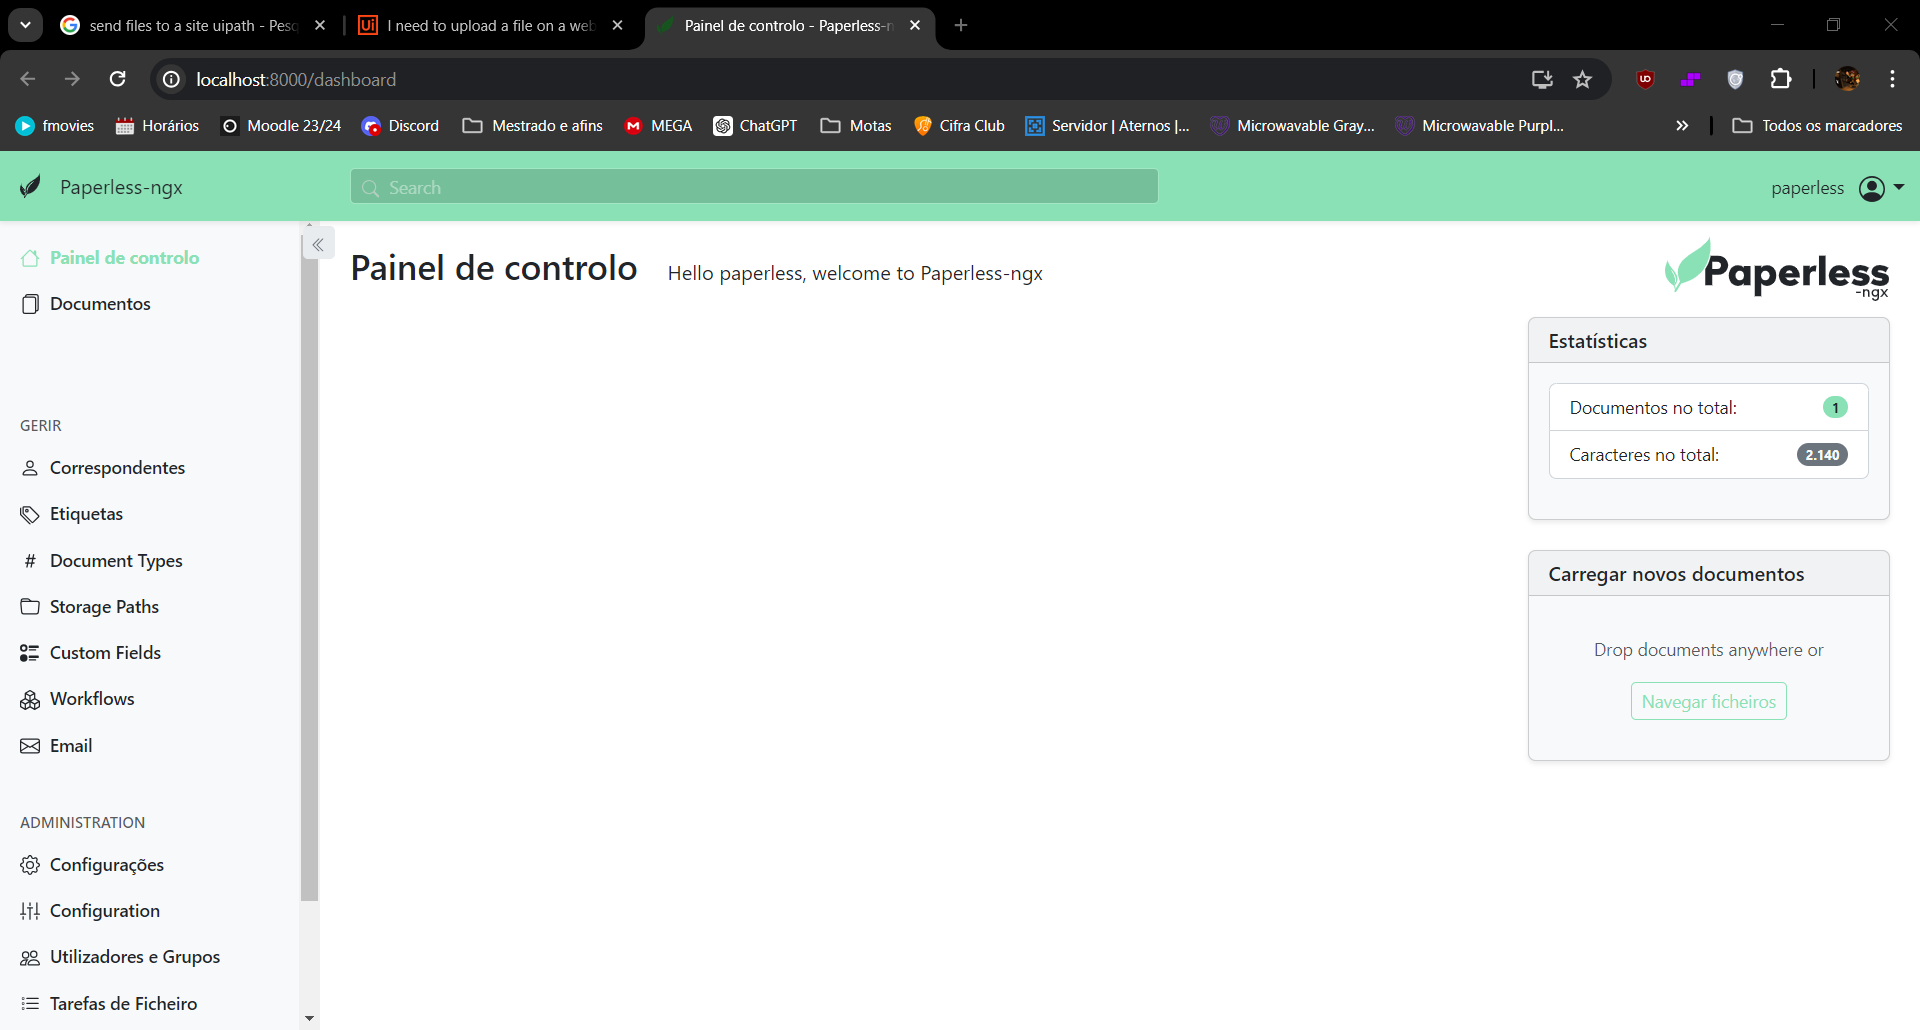 send files to a site uipath - Pesq
I need to upload a file on a web
Painel de controlo - Paperless-n
localhost:8000/dashboard
fmovies
Horários
Moodle 23/24
Discord
Mestrado e afins
MEGA
ChatGPT
Motas
Cifra Club
Servidor | Aternos |...
Microwavable Gray...
Microwavable Purpl...
Todos os marcadores
Paperless-ngx
Search
paperless
Painel de controlo
Documentos
GERIR
Correspondentes
Etiquetas
# Document Types
Storage Paths
Custom Fields
Workflows
Email
ADMINISTRATION
Configurações
Configuration
Utilizadores e Grupos
Tarefas de Ficheiro
Painel de controlo
Hello paperless, welcome to Paperless-ngx
Paperless
-ngx
Estatísticas
Documentos no total: 1
Caracteres no total: 2.140
Carregar novos documentos
Drop documents anywhere or
Navegar ficheiros